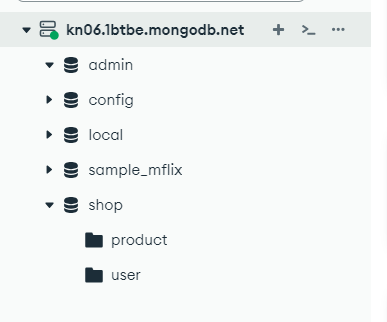 kn06.1btbe.mongodb.net
admin
config
local
sample_mflix
shop
product
user